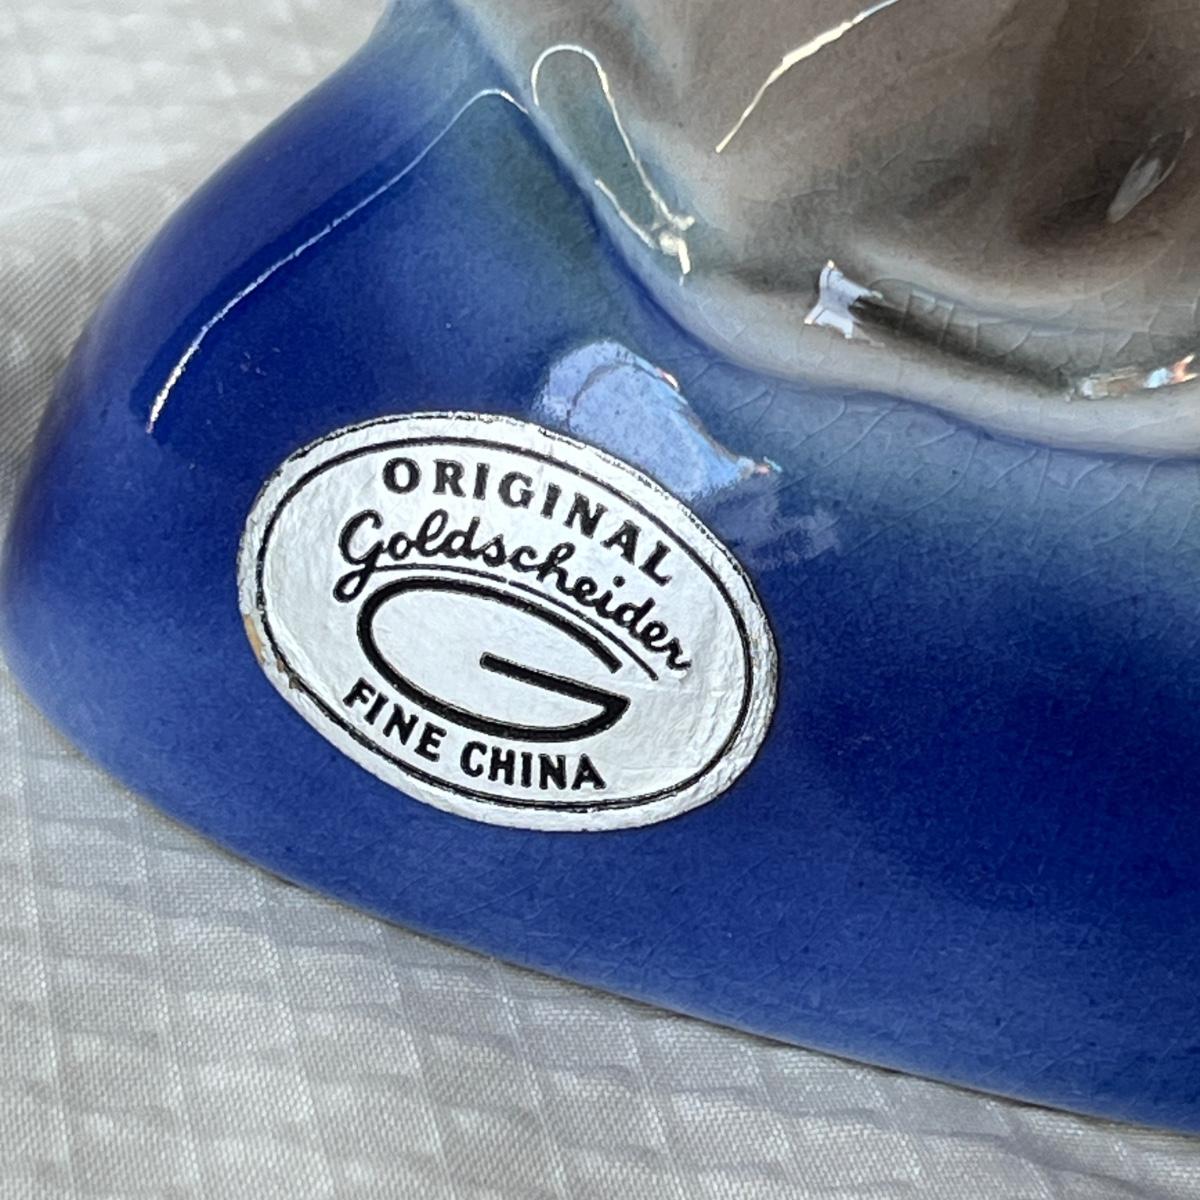 ORIGINAL
Goldscheider
G
FINE CHINA